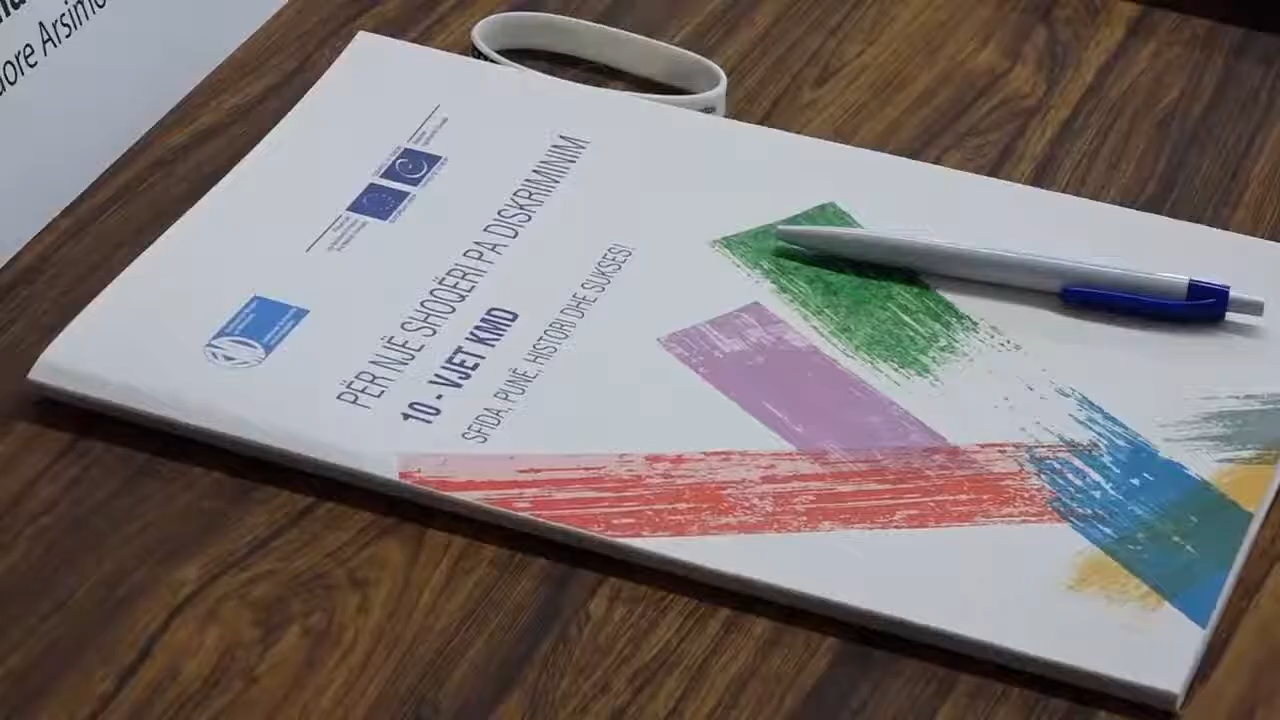 PËR NJË SHOQËRI PA DISKRIMINIM
10 - VJET KMD
SFIDA, PUNË, HISTORI DHE SUKSES!